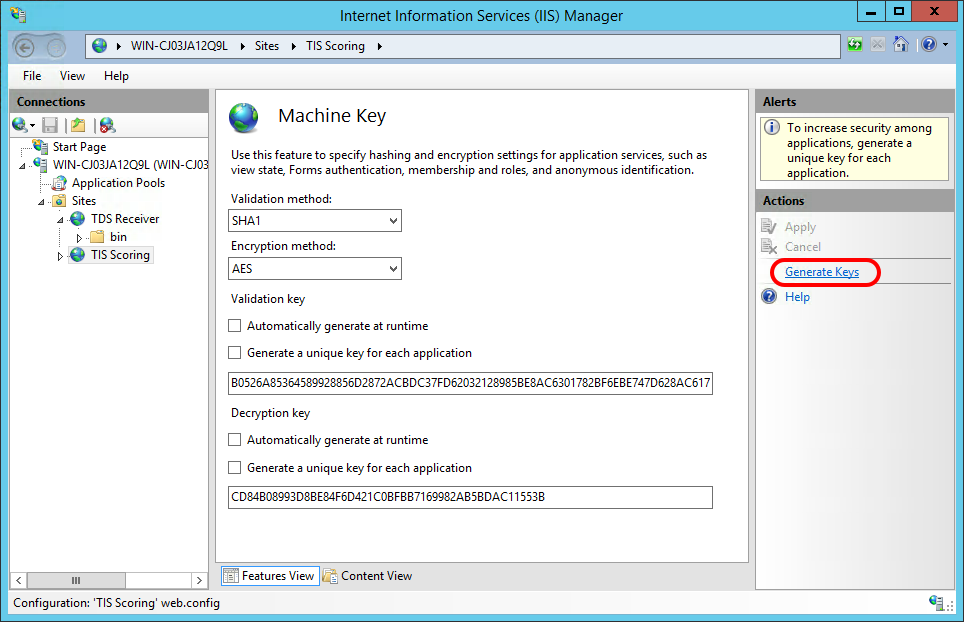 Internet Information Services (IIS) Manager
WIN-CJ03JA12Q9L Sites TIS Scoring
File View Help
Connections
Start Page
WIN-CJ03JA12Q9L (WIN-CJ03
Application Pools
Sites
TDS Receiver
bin
TIS Scoring
Machine Key
Use this feature to specify hashing and encryption settings for application services, such as
view state, Forms authentication, membership and roles, and anonymous identification.
Validation method:
SHA1
Encryption method:
AES
Validation key
Automatically generate at runtime
Generate a unique key for each application
B0526A85364589928856D2872ACBDC37FD62032128985BE8AC6301782BF6EBE747D628AC617
Decryption key
Automatically generate at runtime
Generate a unique key for each application
CD84B08993D8BE84F6D421C0BFBB7169982AB5BDAC11553B
Features View Content View
Alerts
To increase security among
applications, generate a
unique key for each
application.
Actions
Apply
Cancel
Generate Keys
Help
Configuration: 'TIS Scoring' web.config